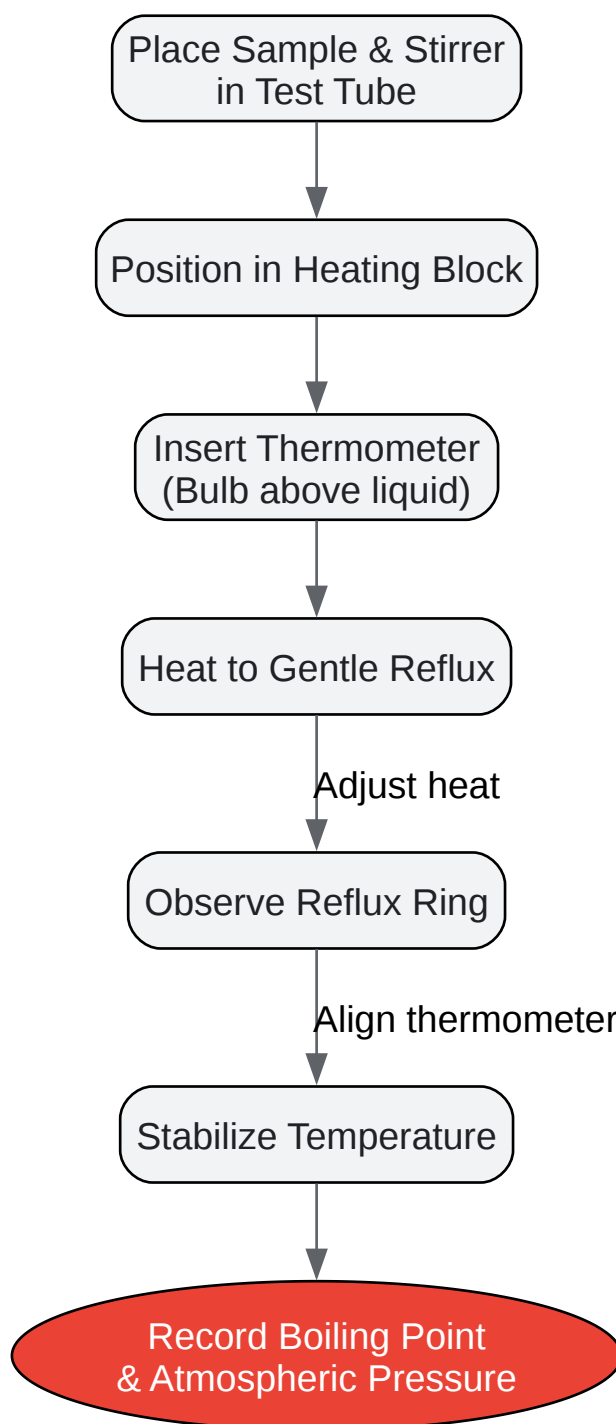 Place Sample & Stirrer
in Test Tube
Position in Heating Block
Insert Thermometer
(Bulb above liquid)
Heat to Gentle Reflux
Adjust heat
Observe Reflux Ring
Align thermometer
Stabilize Temperature
Record Boiling Point
& Atmospheric Pressure